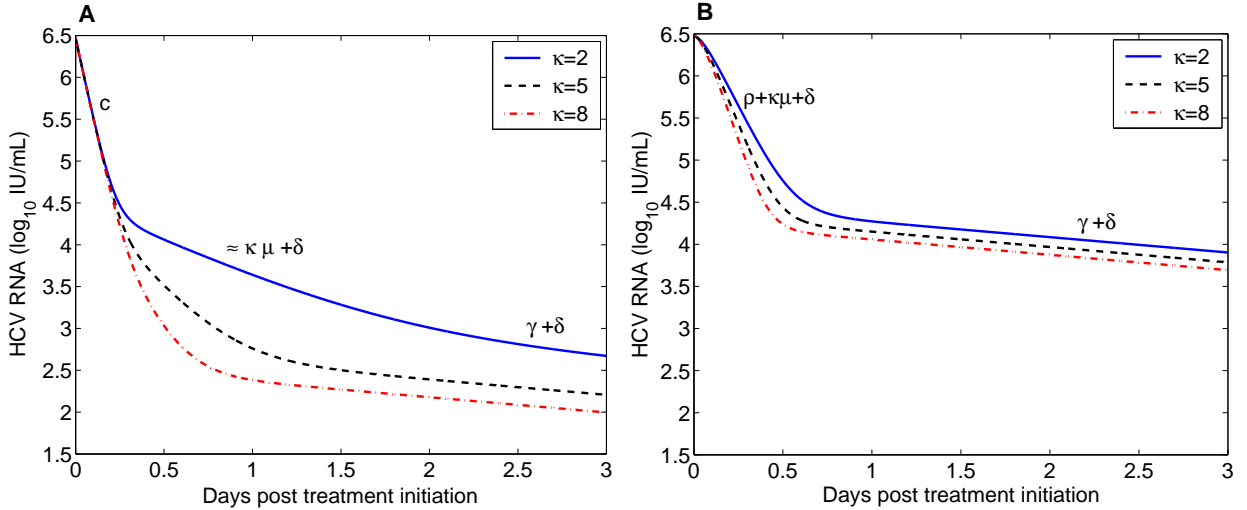 A
6.5
6
5.5
5
4.5
4
3.5
3
2.5
2
1.5
HCV RNA (log10 IU/mL)
κ=2
κ=5
κ=8
c
≈ κ μ +δ
γ +δ
0 0.5 1 1.5 2 2.5 3
Days post treatment initiation
B
6.5
6
5.5
5
4.5
4
3.5
3
2.5
2
1.5
HCV RNA (log10 IU/mL)
κ=2
κ=5
κ=8
ρ+κμ+δ
γ +δ
0 0.5 1 1.5 2 2.5 3
Days post treatment initiation